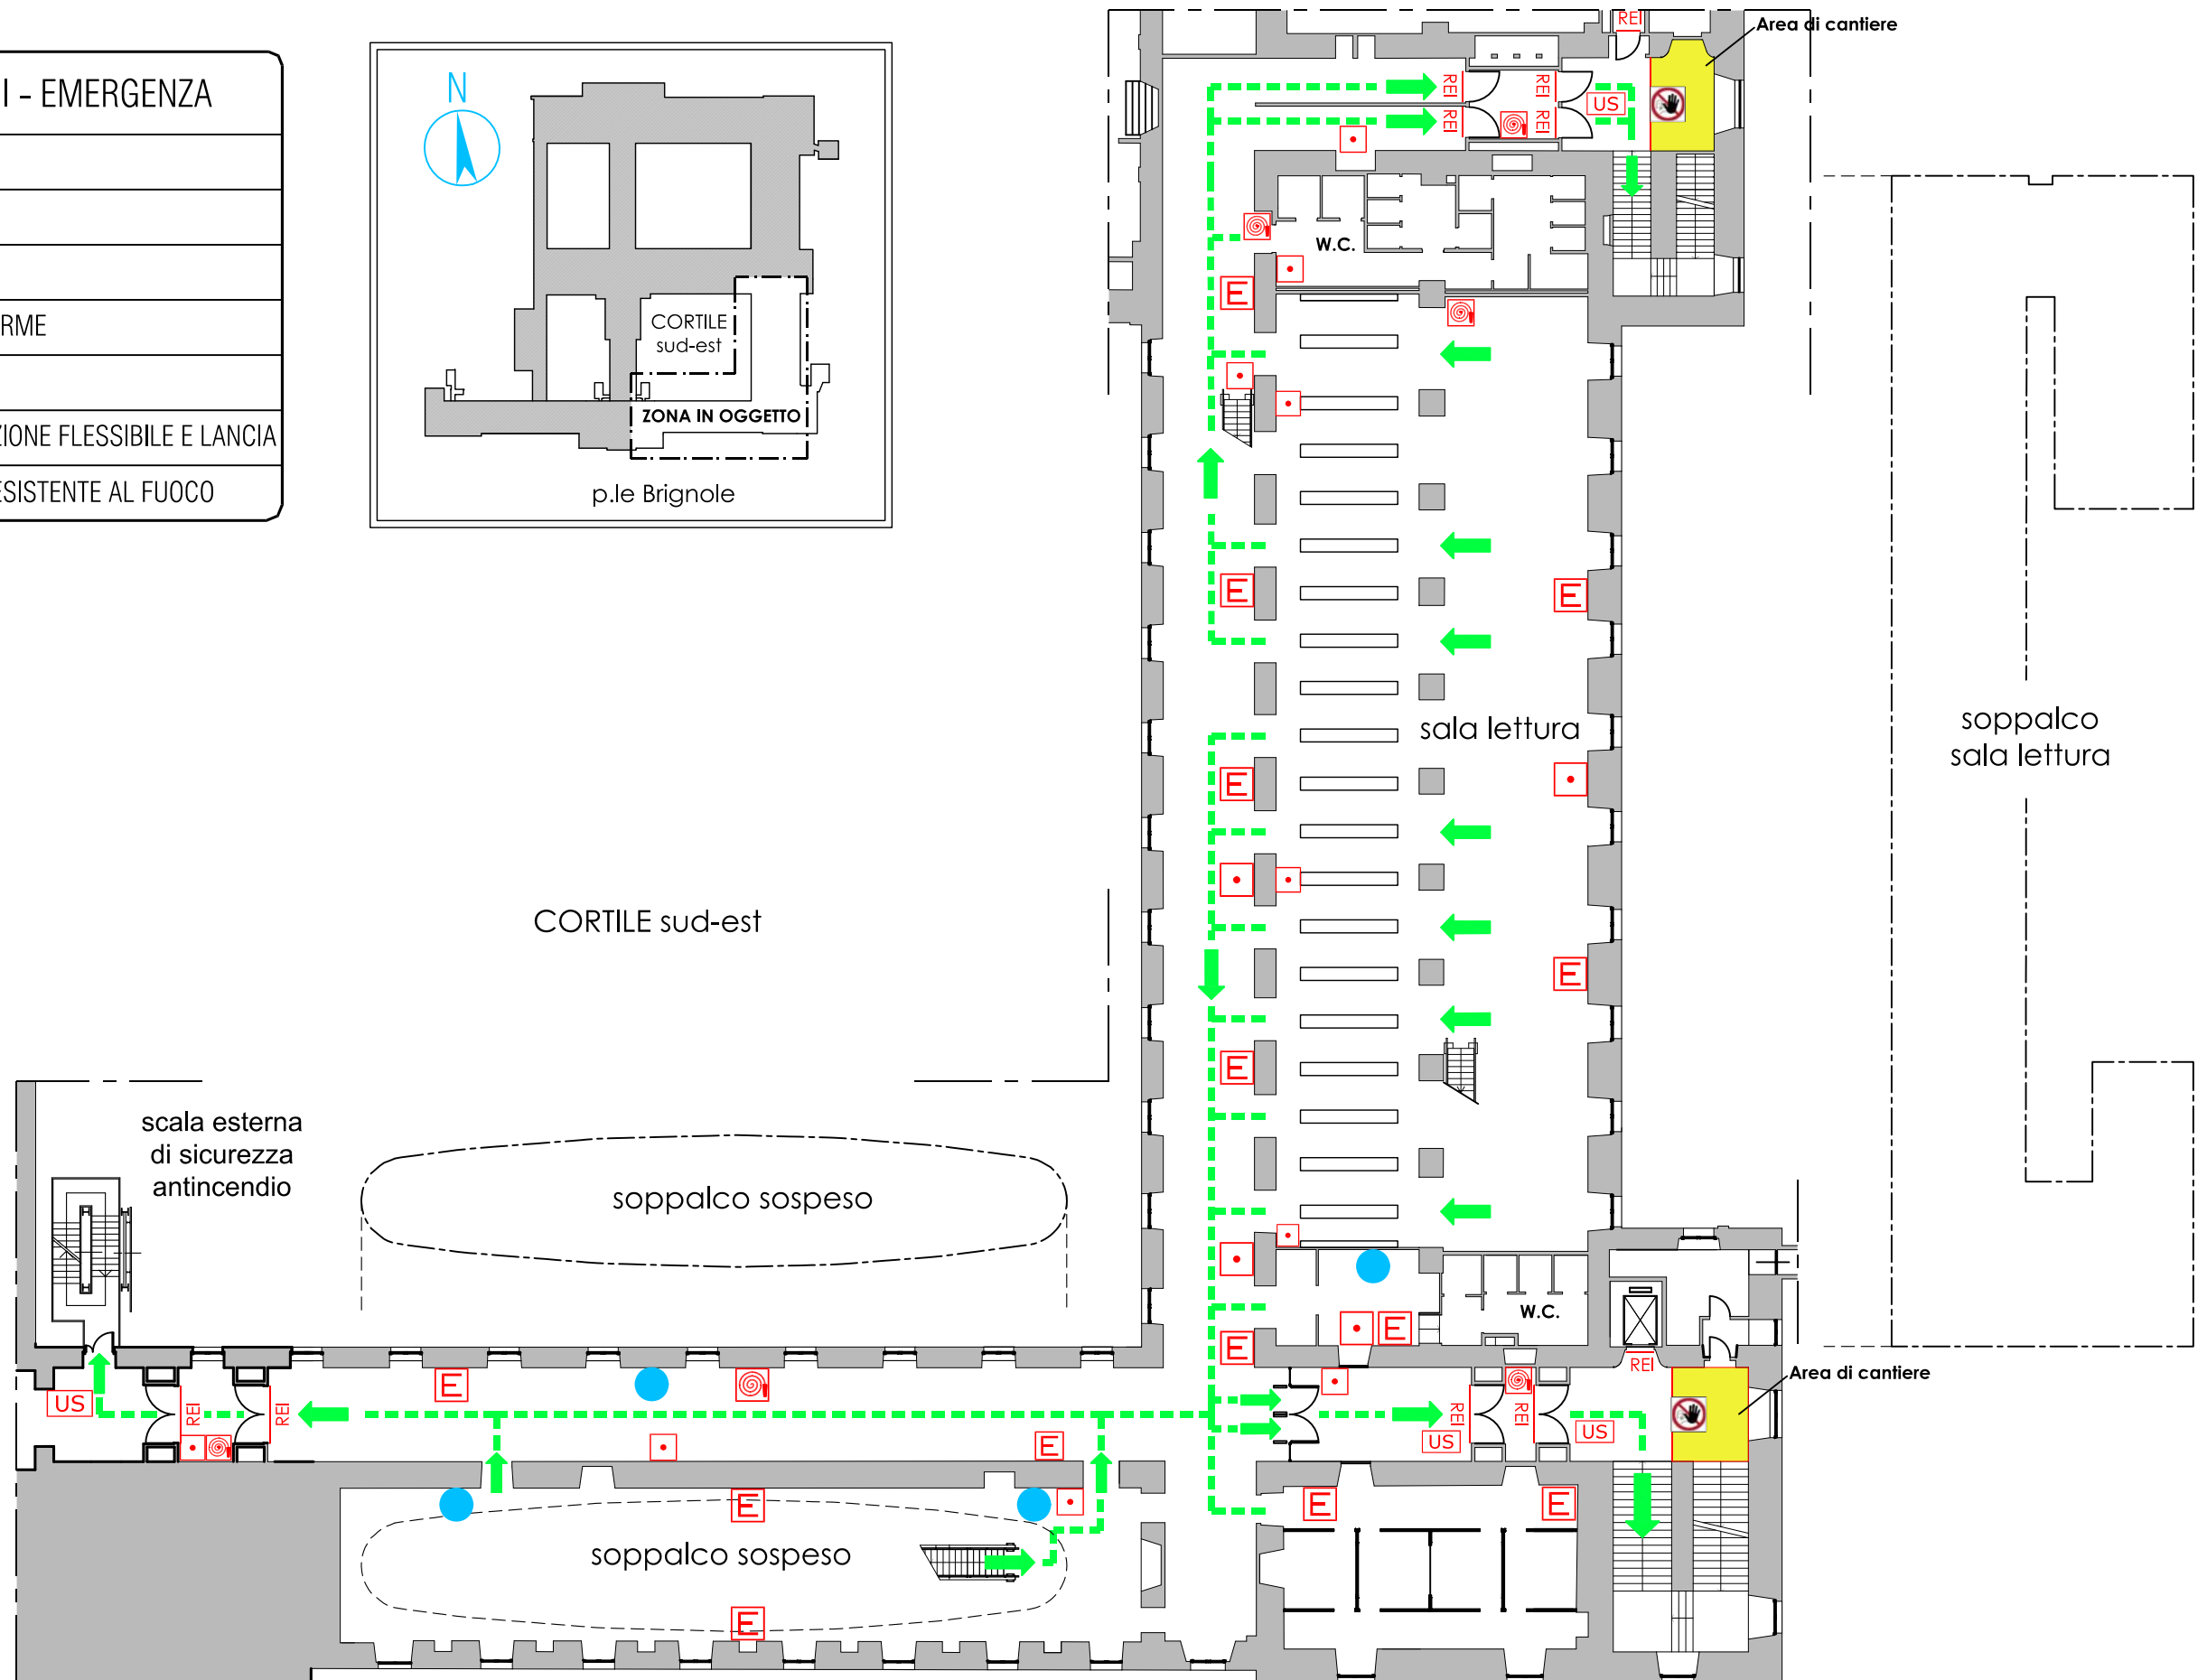 I - EMERGENZA
RME
ZIONE FLESSIBILE E LANCIA
ESISTENTE AL FUOCO
N
CORTILE
sud-est
ZONA IN OGGETTO
p.le Brignole
REI
Area di cantiere
REI
REI
US
REI
REI
W.C.
E
E
E
sala lettura
soppalco
sala lettura
E
CORTILE sud-est
E
E
scala esterna
di sicurezza
antincendio
soppalco sospeso
W.C.
E
E
REI
Area di cantiere
E
US
REI
REI
REI
REI
US
US
E
E
E
E
soppalco sospeso
E